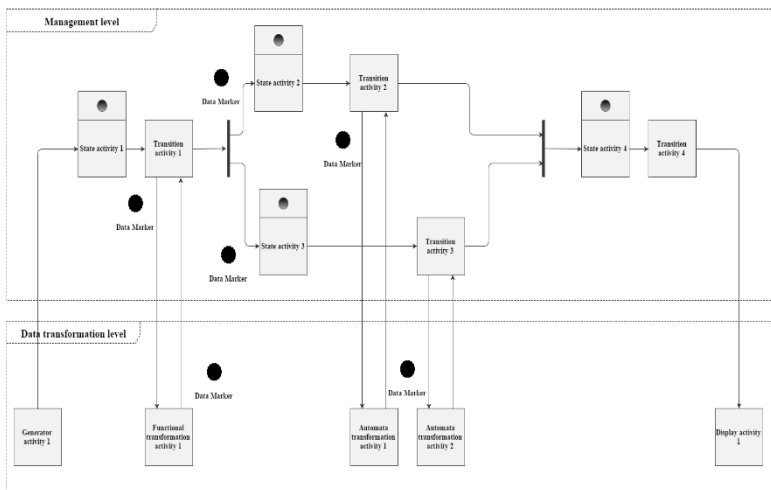 Management level
State activity 2
Transition
activity 2
Data Marker
State activity 1
Transition
activity 1
Data Marker
State activity 4
Transition
activity 4
Data Marker
State activity 3
Transition
activity 3
Data Marker
Data Marker
Data transformation level
Data Marker
Data Marker
Generator
activity 1
Functional
transformation
activity 1
Automata
transformation
activity 1
Automata
transformation
activity 2
Display activity
1